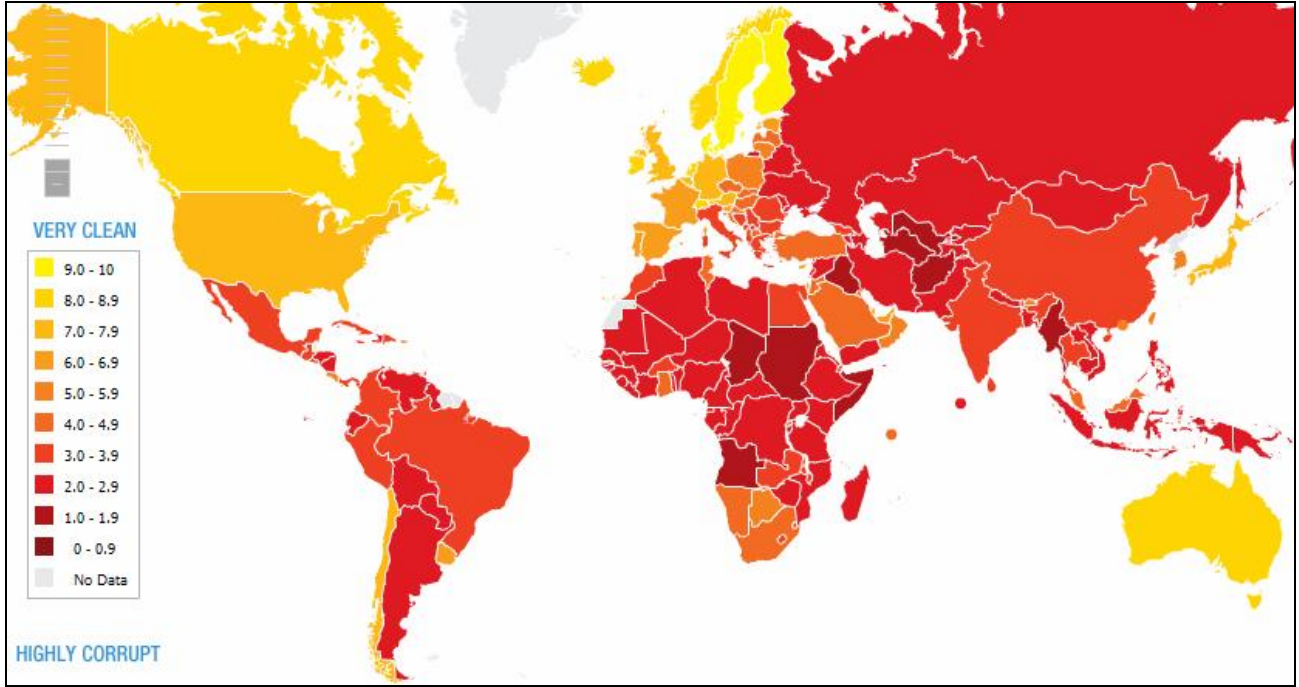 VERY CLEAN
9.0 - 10
8.0 - 8.9
7.0 - 7.9
6.0 - 6.9
5.0 - 5.9
4.0 - 4.9
3.0 - 3.9
2.0 - 2.9
1.0 - 1.9
0 - 0.9
No Data
HIGHLY CORRUPT